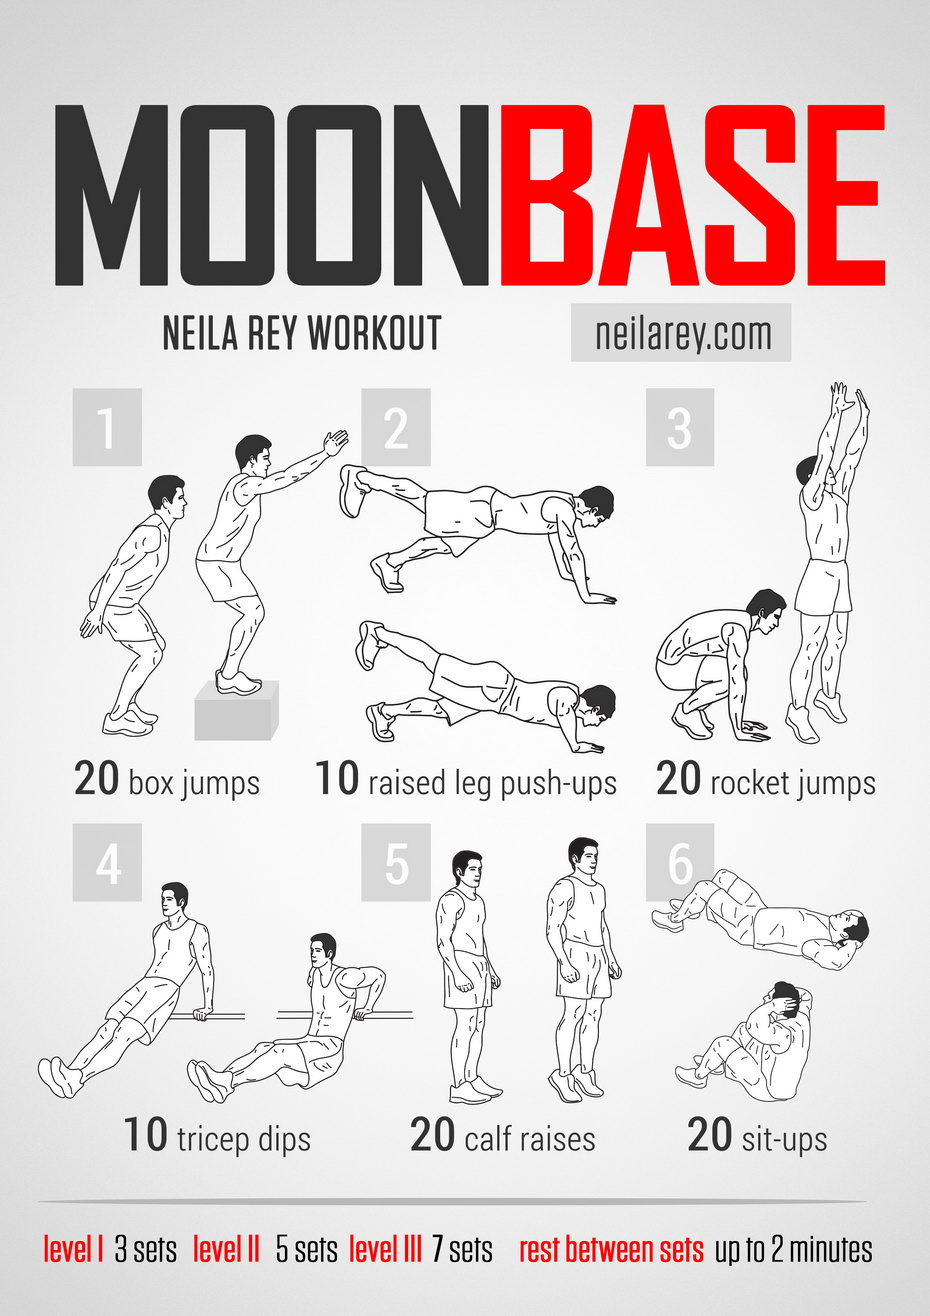 MOONBASE
NEILA REY WORKOUT
neilarey.com
1
2
3
20 box jumps
10 raised leg push-ups
20 rocket jumps
4
5
6
10 tricep dips
20 calf raises
20 sit-ups
level I 3 sets level II 5 sets level III 7 sets rest between sets up to 2 minutes